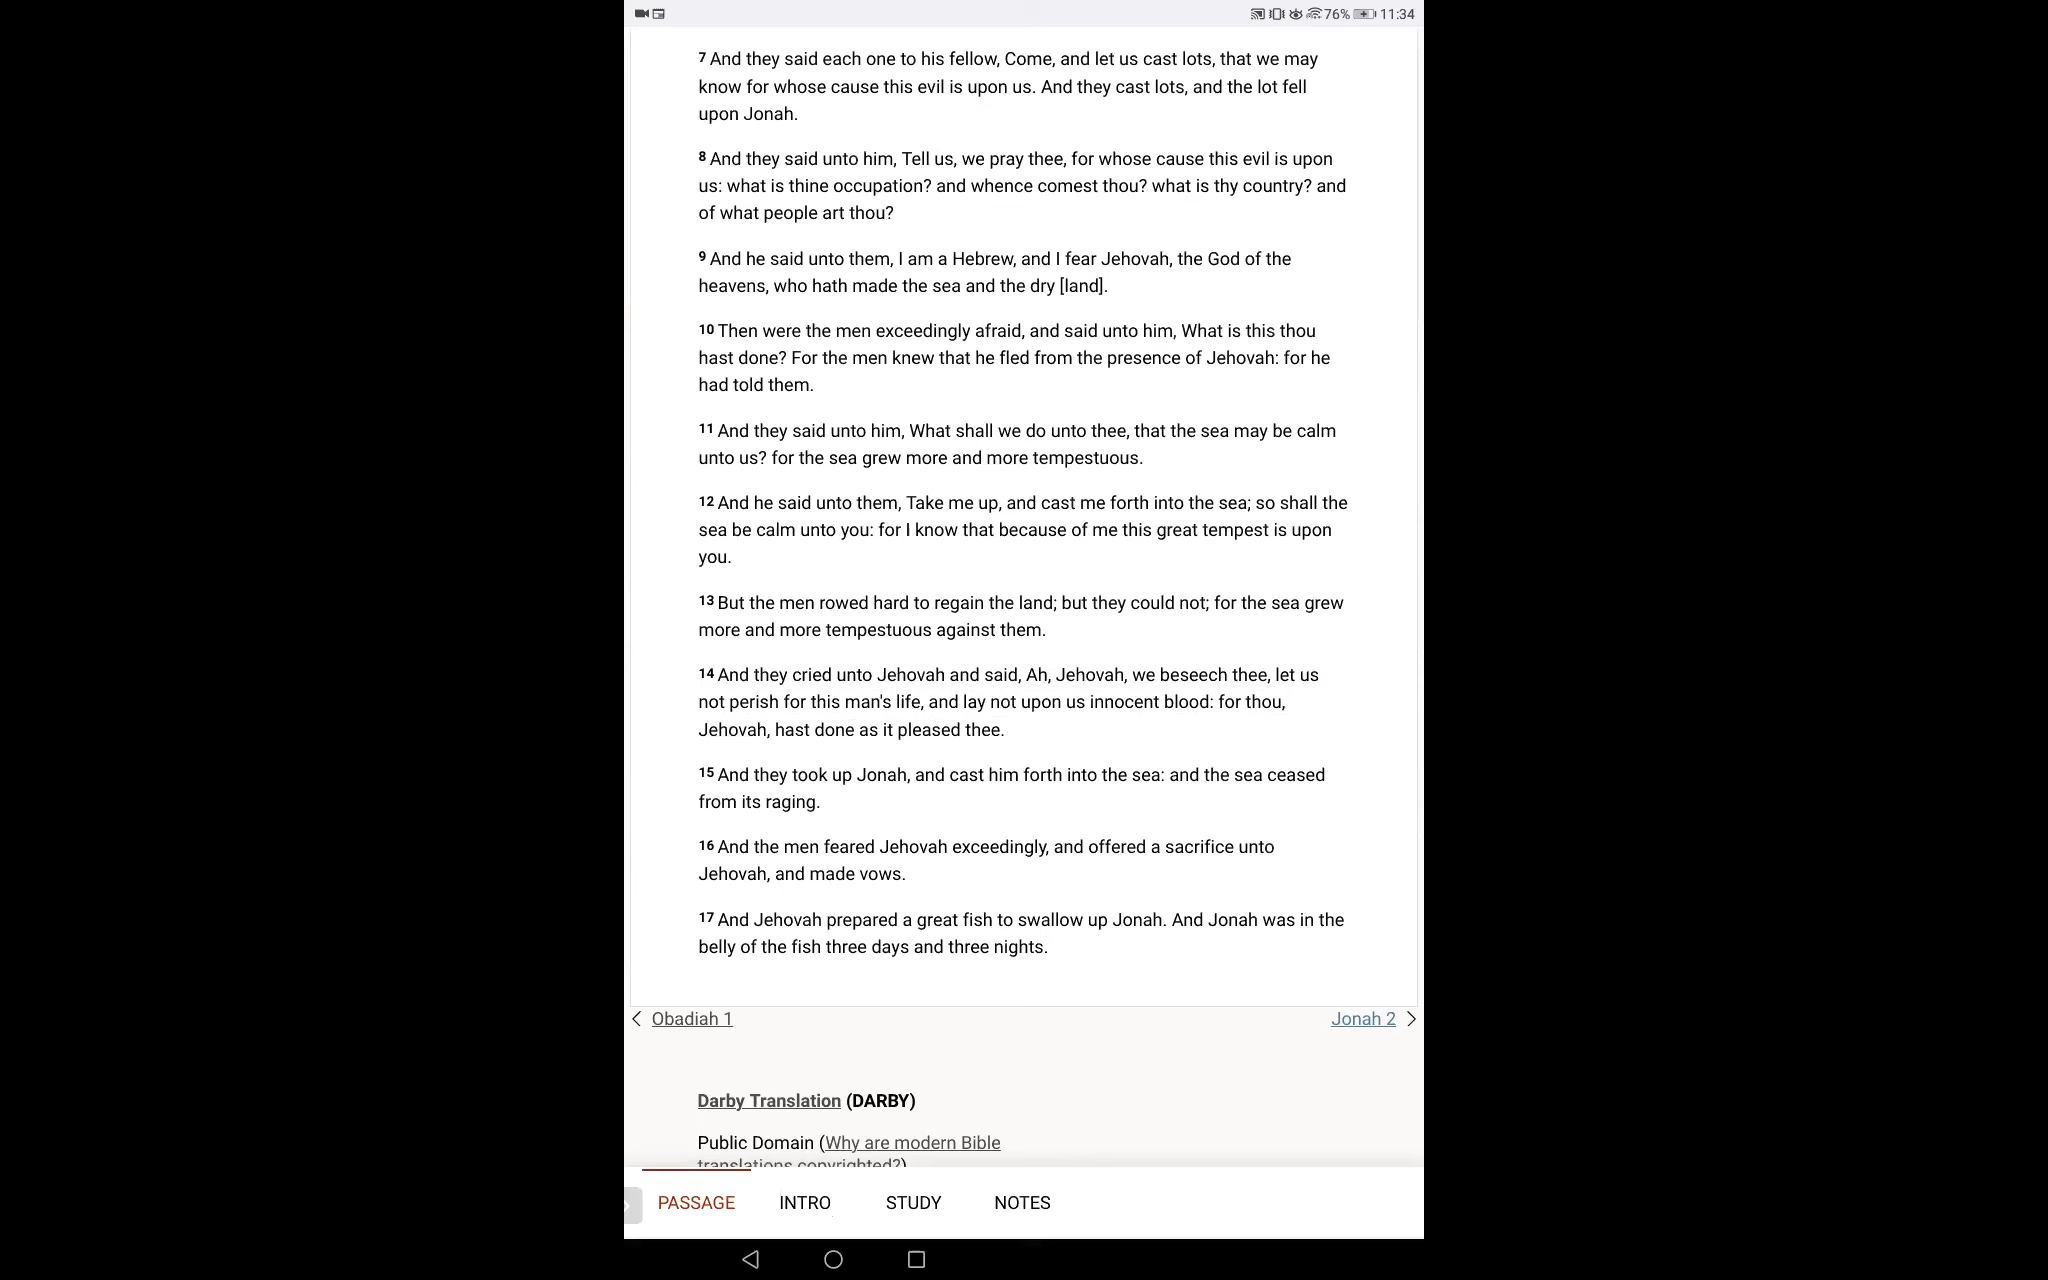 76% 11:34
7 And they said each one to his fellow, Come, and let us cast lots, that we may
know for whose cause this evil is upon us. And they cast lots, and the lot fell
upon Jonah.
8 And they said unto him, Tell us, we pray thee, for whose cause this evil is upon
us: what is thine occupation? and whence comest thou? what is thy country? and
of what people art thou?
9 And he said unto them, I am a Hebrew, and I fear Jehovah, the God of the
heavens, who hath made the sea and the dry [land].
10 Then were the men exceedingly afraid, and said unto him, What is this thou
hast done? For the men knew that he fled from the presence of Jehovah: for he
had told them.
11 And they said unto him, What shall we do unto thee, that the sea may be calm
unto us? for the sea grew more and more tempestuous.
12 And he said unto them, Take me up, and cast me forth into the sea; so shall the
sea be calm unto you: for I know that because of me this great tempest is upon
you.
13 But the men rowed hard to regain the land; but they could not; for the sea grew
more and more tempestuous against them.
14 And they cried unto Jehovah and said, Ah, Jehovah, we beseech thee, let us
not perish for this man's life, and lay not upon us innocent blood: for thou,
Jehovah, hast done as it pleased thee.
15 And they took up Jonah, and cast him forth into the sea: and the sea ceased
from its raging.
16 And the men feared Jehovah exceedingly, and offered a sacrifice unto
Jehovah, and made vows.
17 And Jehovah prepared a great fish to swallow up Jonah. And Jonah was in the
belly of the fish three days and three nights.
Obadiah 1 Jonah 2
Darby Translation (DARBY)
Public Domain (Why are modern Bible
translations copyrighted?)
PASSAGE INTRO STUDY NOTES